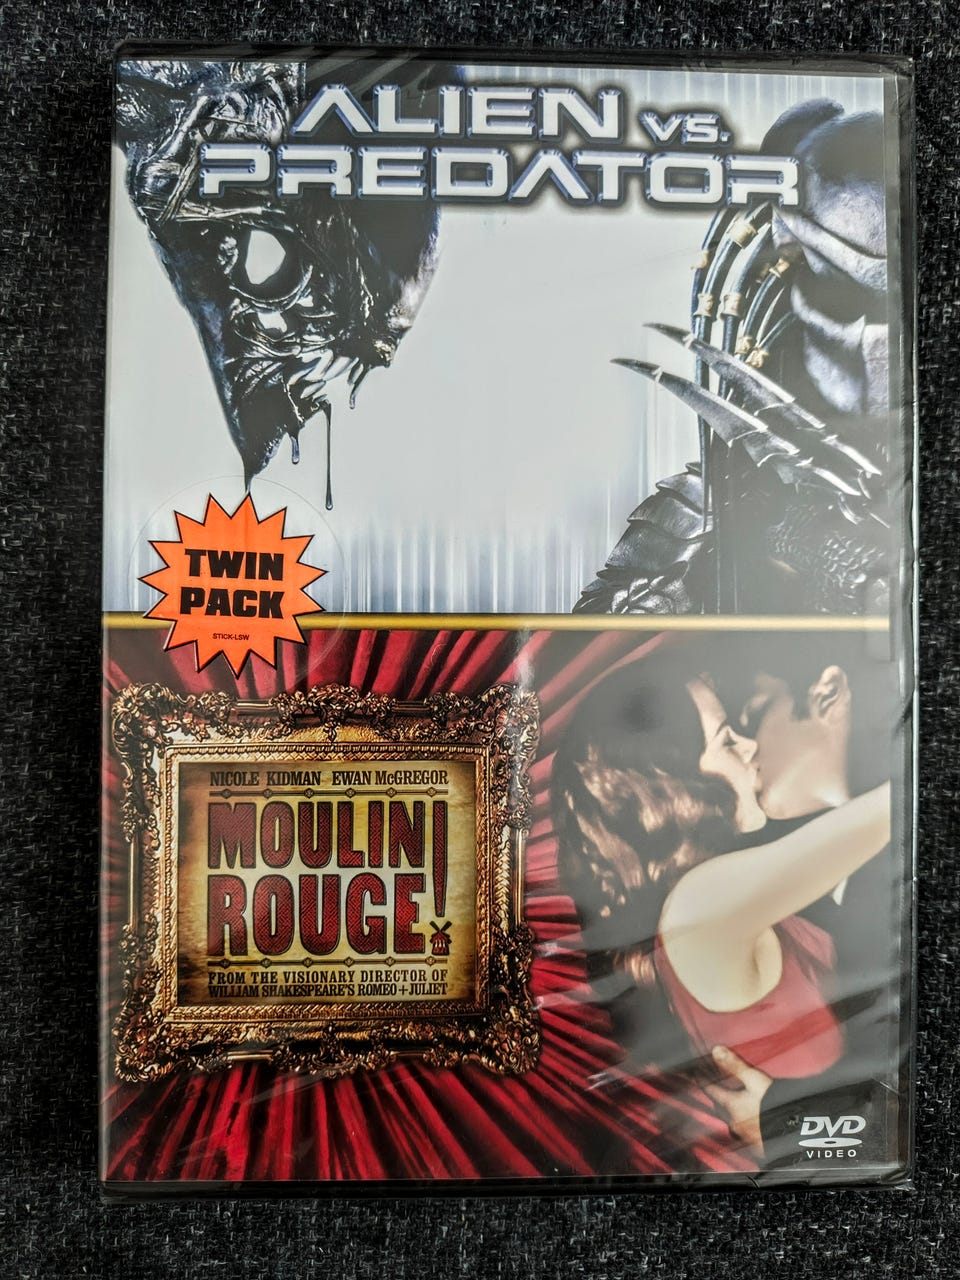 ALIEN VS.
PREDATOR
TWIN
PACK
STICK-LSW
NICOLE KIDMAN EWAN McGREGOR
MOULIN
ROUGE!
FROM THE VISIONARY DIRECTOR OF
WILLIAM SHAKESPEARE'S ROMEO+JULIET
DVD
VIDEO